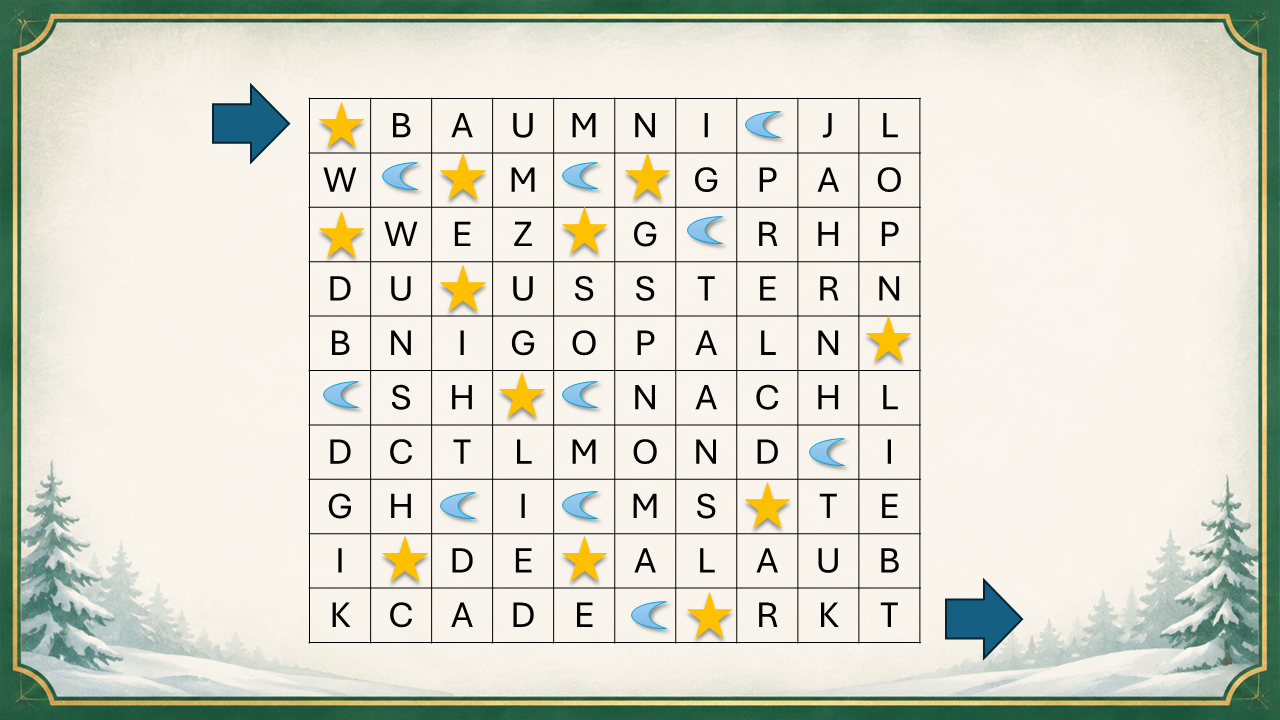 B A U M N I J L
W M G P A O
W E Z G R H P
D U U S S T E R N
B N I G O P A L N
S H N A C H L
D C T L M O N D I
G H I M S T E
I D E A L A U B
K C A D E R K T